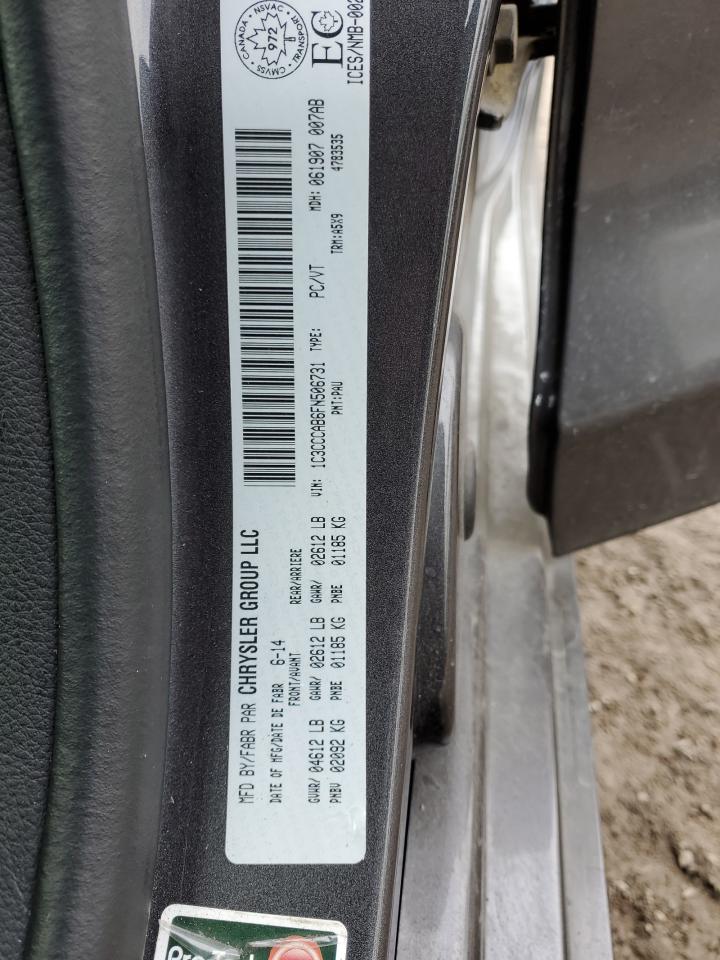 MFD BY/FABR PAR CHRYSLER GROUP LLC
DATE OF MFG/DATE DE FABR 6-14
FRONT/AVANT REAR/ARRIERE
GVWR/ 04612 LB GAWR/ 02612 LB GAWR/ 02612 LB
PNBV 02092 KG PNBE 01185 KG PNBE 01185 KG
VIN: 1C3CCCAB6FN506731 TYPE: PC/VT MDH: 061907 007AB
PNT:PAU TRM:A5X9 4783535
CANADA NSVAC TRANSPORT CMVSS
972
EC
ICES/NMB-002